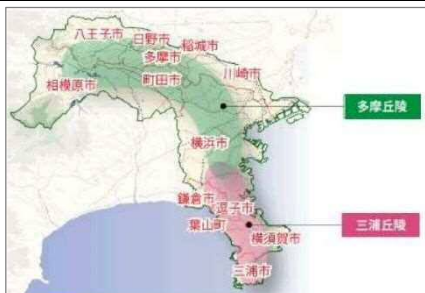 八王子市
日野市
稲城市
多摩市
川崎市
町田市
相模原市
多摩丘陵
横浜市
鎌倉市
逗子市
葉山町
横須賀市
三浦丘陵
三浦市